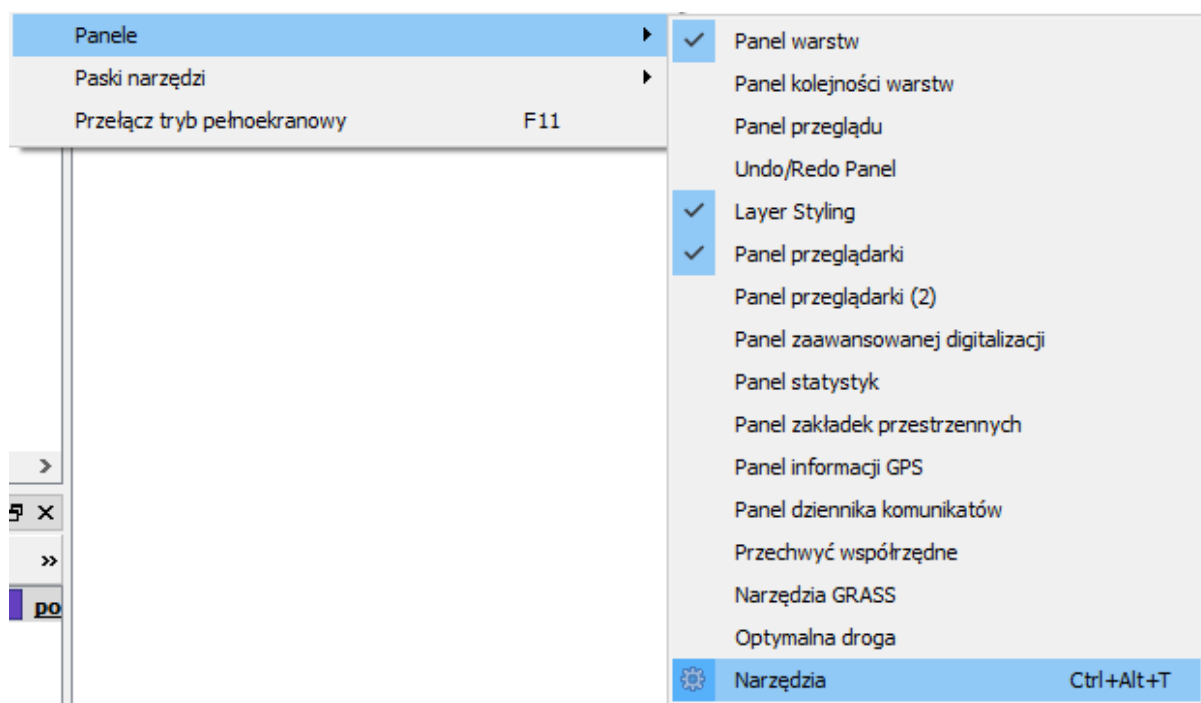 Panele
Paski narzędzi
Przełącz tryb pełnoekranowy F11
Panel warstw
Panel kolejności warstw
Panel przeglądu
Undo/Redo Panel
Layer Styling
Panel przeglądarki
Panel przeglądarki (2)
Panel zaawansowanej digitalizacji
Panel statystyk
Panel zakładek przestrzennych
Panel informacji GPS
Panel dziennika komunikatów
Przechwyć współrzędne
Narzędzia GRASS
Optymalna droga
Narzędzia Ctrl+Alt+T
po